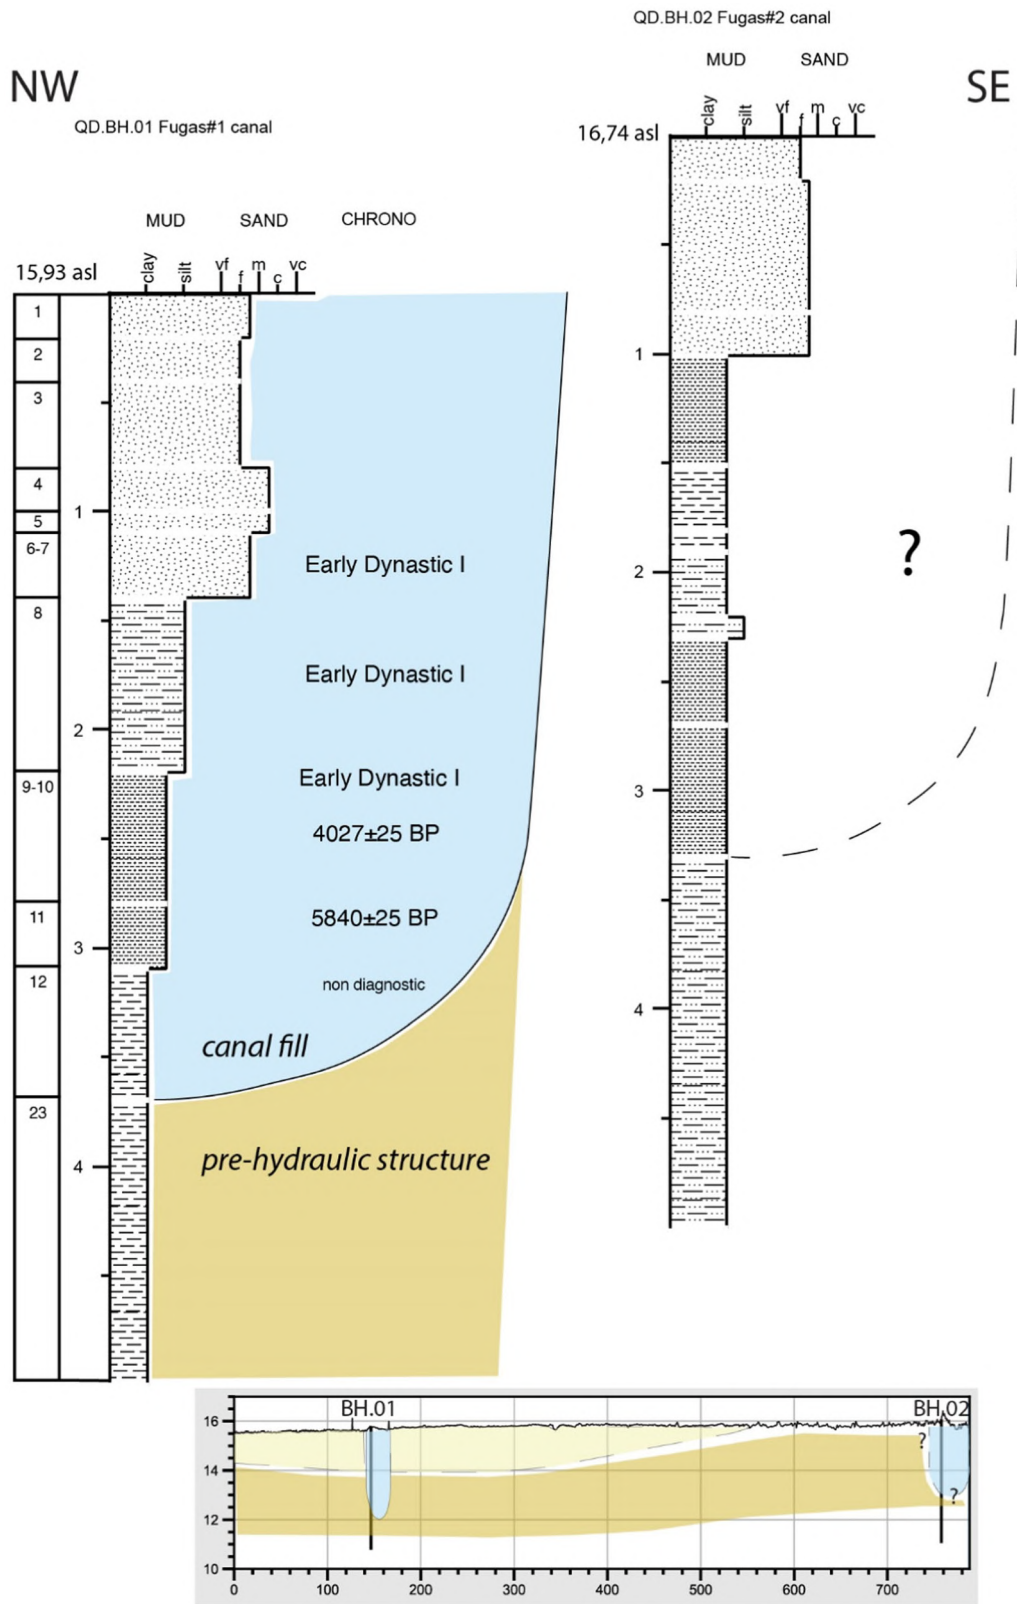 QD.BH.02 Fugas#2 canal
MUD SAND
NW
SE
clay silt vf f m c vc
QD.BH.01 Fugas#1 canal
16,74 asl
MUD SAND CHRONO
clay silt vf f m c vc
15,93 asl
1
2
3
1
4
5
1
6-7
?
Early Dynastic I
2
8
Early Dynastic I
2
Early Dynastic I
9-10
3
4027±25 BP
11
5840±25 BP
3
12
non diagnostic
4
canal fill
23
4
pre-hydraulic structure
BH.01
BH.02
16
?
14
?
12
10
0 100 200 300 400 500 600 700